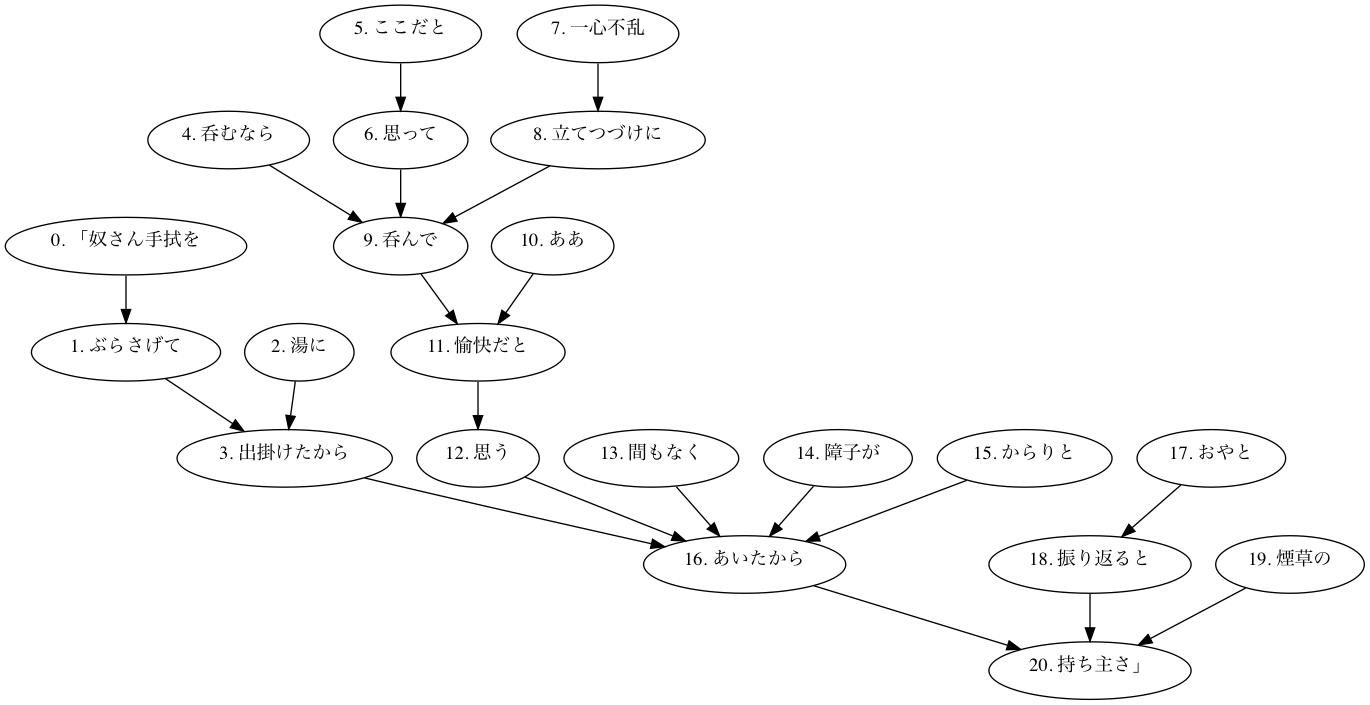 5. ここだと
7. 一心不乱
4. 呑むなら
6. 思って
8. 立てつづけに
0. 「奴さん手拭を
9. 呑んで
10. ああ
1. ぶらさげて
2. 湯に
11. 愉快だと
3. 出掛けたから
12. 思う
13. 間もなく
14. 障子が
15. からりと
17. おやと
16. あいたから
18. 振り返ると
19. 煙草の
20. 持ち主さ」